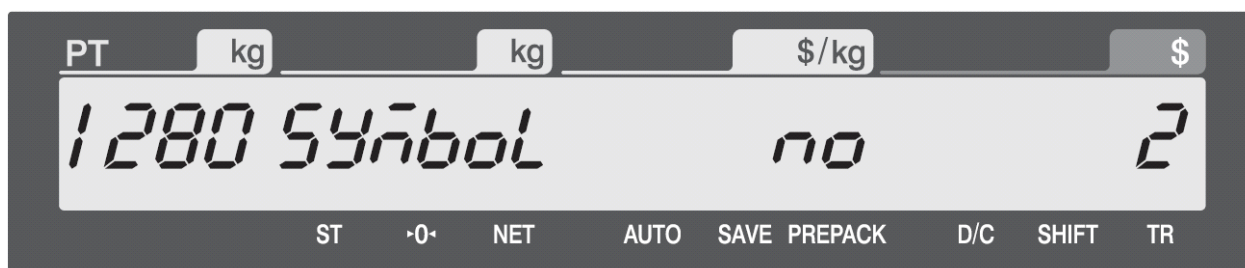 PT kg kg $/kg $
1280 SYmboL no 2
ST ▸0◂ NET AUTO SAVE PREPACK D/C SHIFT TR